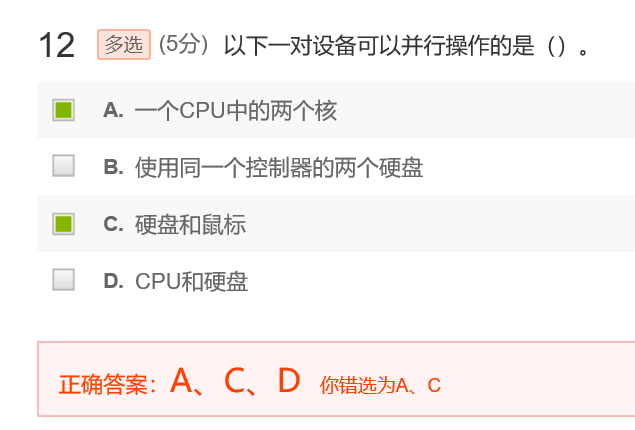 12 多选 (5分) 以下一对设备可以并行操作的是（）。
A. 一个CPU中的两个核
B. 使用同一个控制器的两个硬盘
C. 硬盘和鼠标
D. CPU和硬盘
正确答案：A、C、D 你错选为A、C